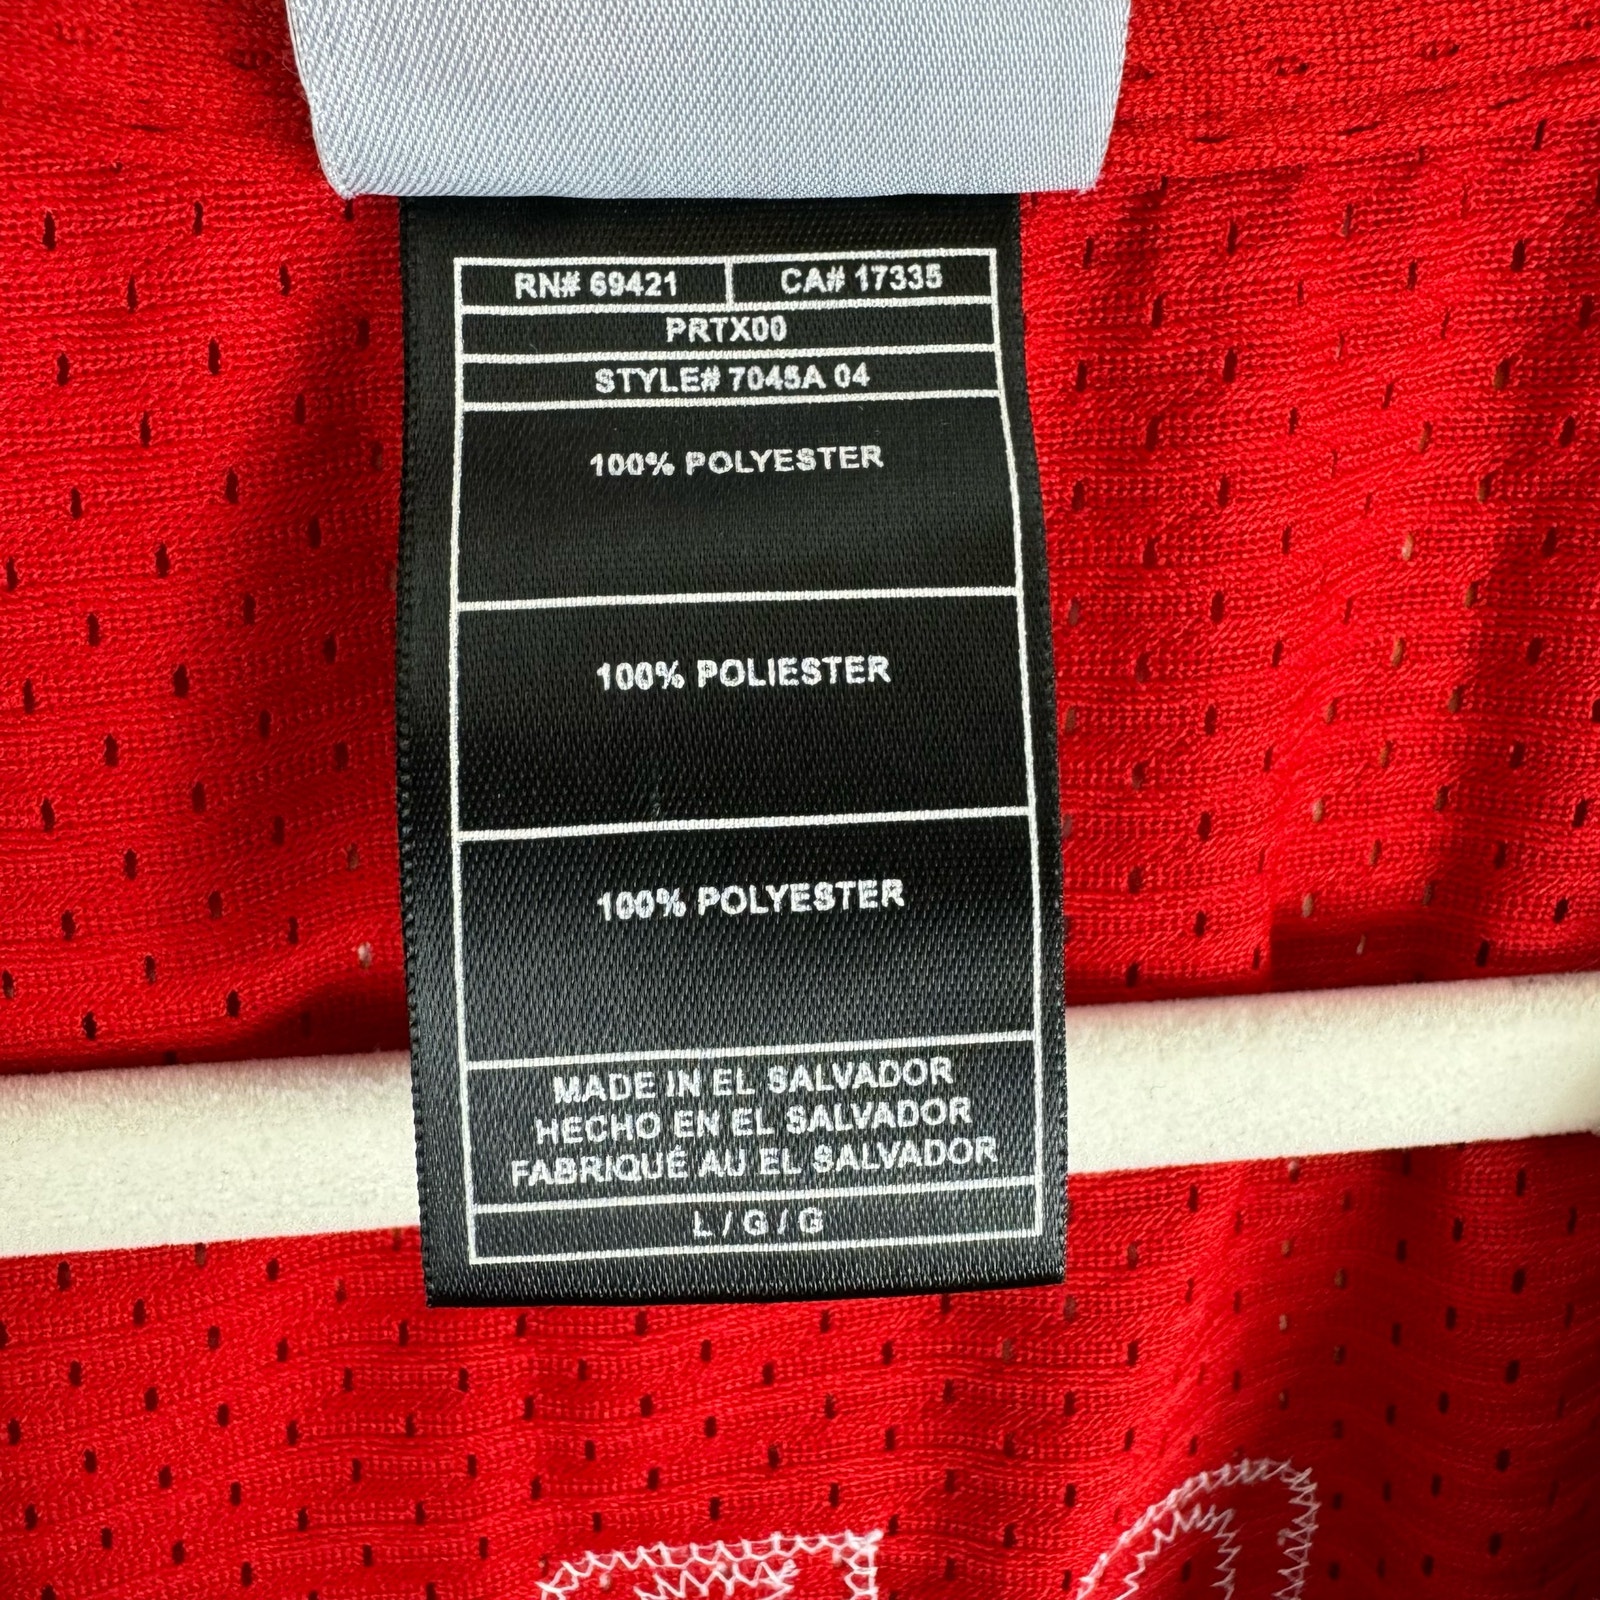 RN# 69421 CA# 17335
PRTX00
STYLE# 7045A 04
100% POLYESTER
100% POLIESTER
100% POLYESTER
MADE IN EL SALVADOR
HECHO EN EL SALVADOR
FABRIQUÉ AU EL SALVADOR
L / G / G